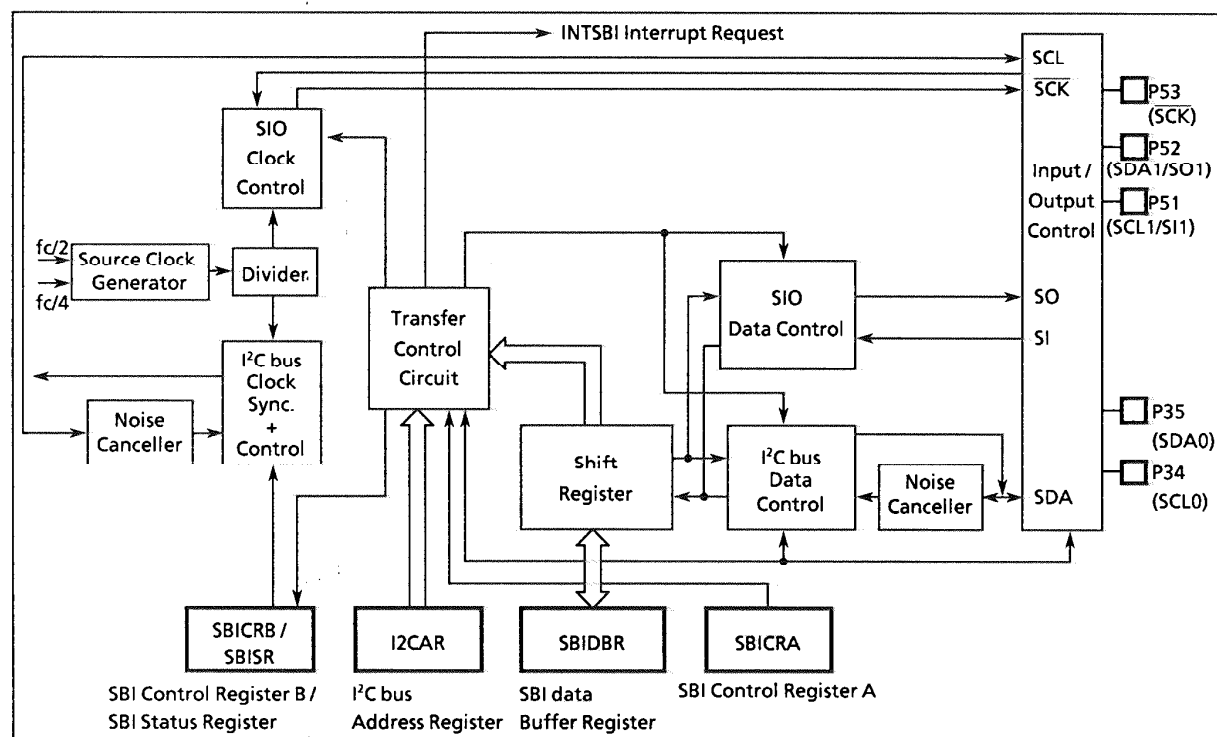 INTSBI Interrupt Request
SCL
SCK
P53
(SCK)
SIO
Clock
Control
P52
(SDA1/SO1)
Input /
Output
Control
P51
(SCL1/SI1)
fc/2
fc/4
Source Clock
Generator
Divider
Transfer
Control
Circuit
SIO
Data Control
SO
SI
I²C bus
Clock
Sync.
+
Control
Noise
Canceller
P35
(SDA0)
Shift
Register
I²C bus
Data
Control
Noise
Canceller
SDA
P34
(SCL0)
SBICRB /
SBISR
I2CAR
SBIDBR
SBICRA
SBI Control Register B /
SBI Status Register
I²C bus
Address Register
SBI data
Buffer Register
SBI Control Register A